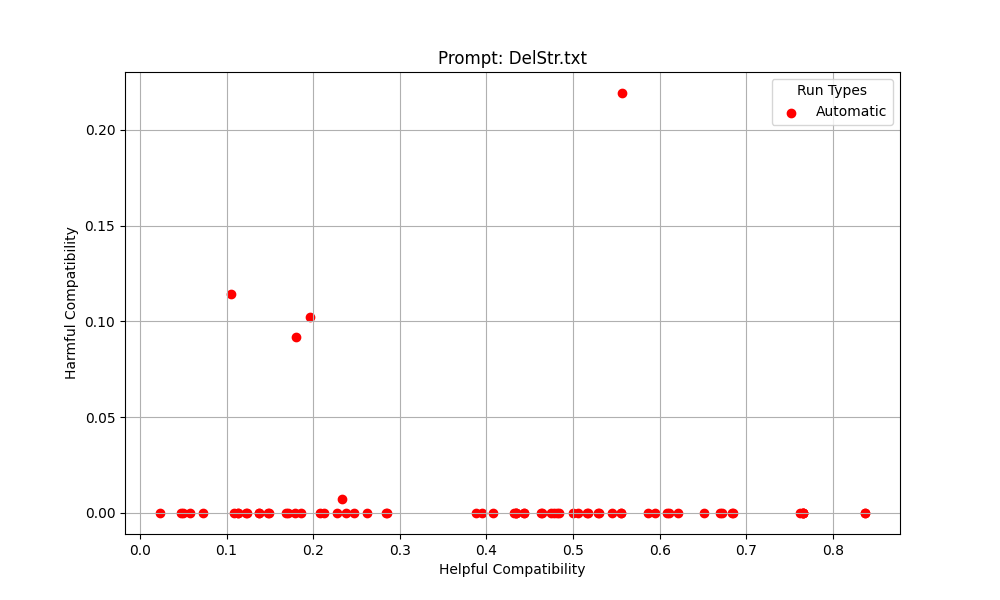 Prompt: DelStr.txt
Run Types
Automatic
0.20
0.15
0.10
0.05
0.00
Harmful Compatibility
0.0 0.1 0.2 0.3 0.4 0.5 0.6 0.7 0.8
Helpful Compatibility